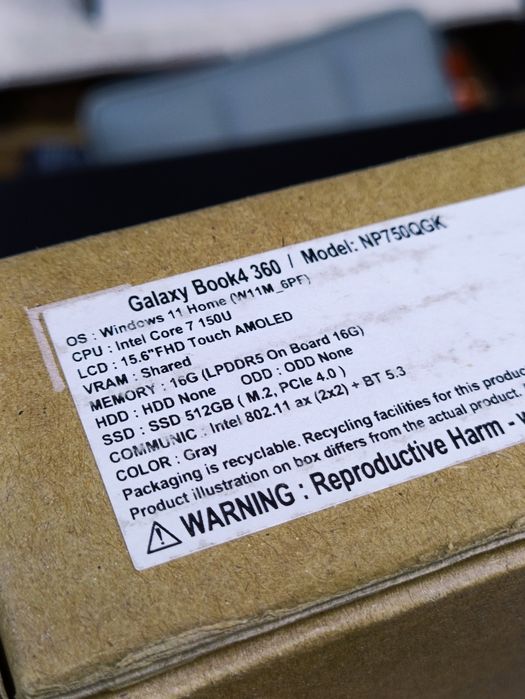 Galaxy Book4 360 / Model: NP750QGK
OS : Windows 11 Home (W11M_6PF)
CPU : Intel Core 7 150U
LCD : 15.6"FHD Touch AMOLED
VRAM : Shared
MEMORY : 16G (LPDDR5 On Board 16G)
HDD : HDD None ODD : ODD None
SSD : SSD 512GB ( M.2, PCIe 4.0 )
COMMUNIC : Intel 802.11 ax (2x2) + BT 5.3
COLOR : Gray
Packaging is recyclable. Recycling facilities for this
Product illustration on box differs from the actual product.
WARNING : Reproductive Harm -